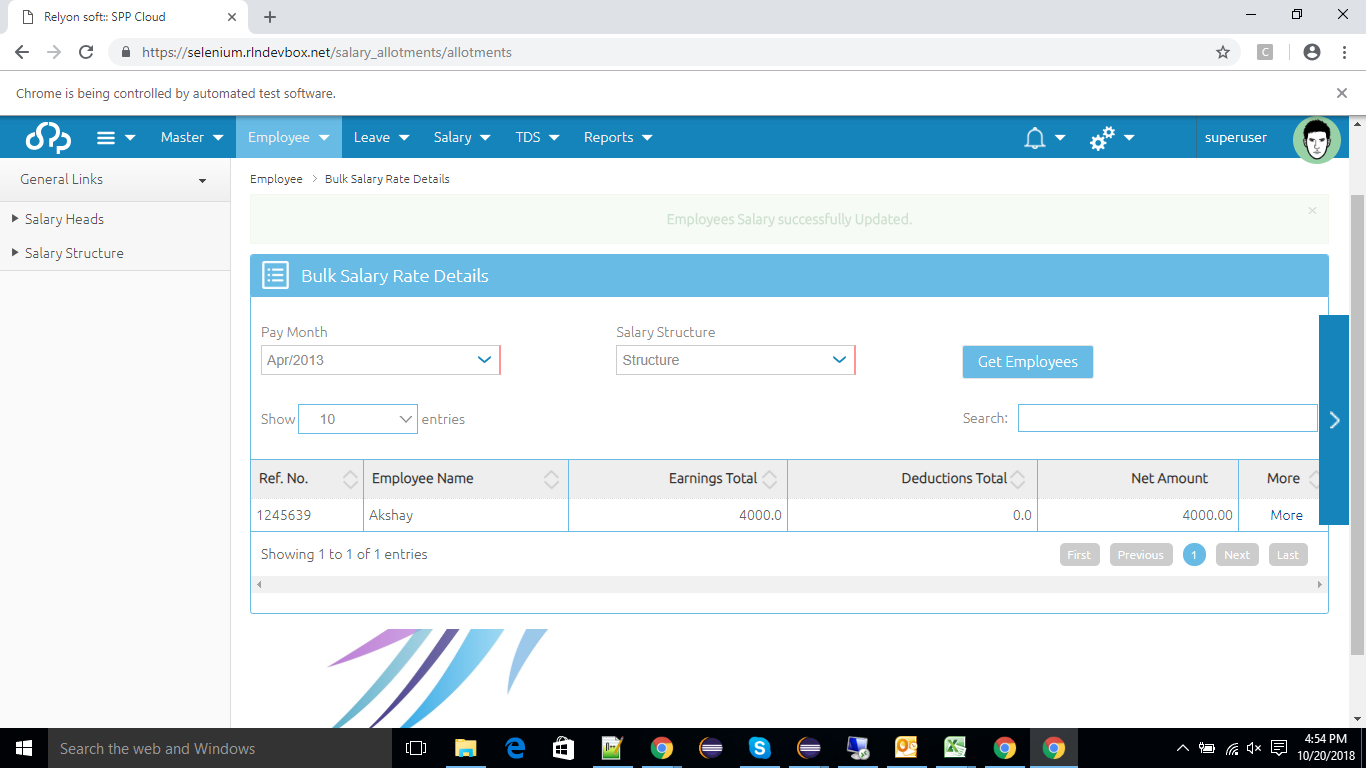 Relyon soft:: SPP Cloud
https://selenium.rlndevbox.net/salary_allotments/allotments
C
Chrome is being controlled by automated test software.
Master Employee Leave Salary TDS Reports superuser
General Links
Salary Heads
Salary Structure
Employee > Bulk Salary Rate Details
Employees Salary successfully Updated.
Bulk Salary Rate Details
Pay Month Salary Structure
Apr/2013 Structure Get Employees
Show 10 entries Search:
Ref. No. Employee Name Earnings Total Deductions Total Net Amount More
1245639 Akshay 4000.0 0.0 4000.00 More
Showing 1 to 1 of 1 entries First Previous 1 Next Last
Search the web and Windows
4:54 PM
10/20/2018